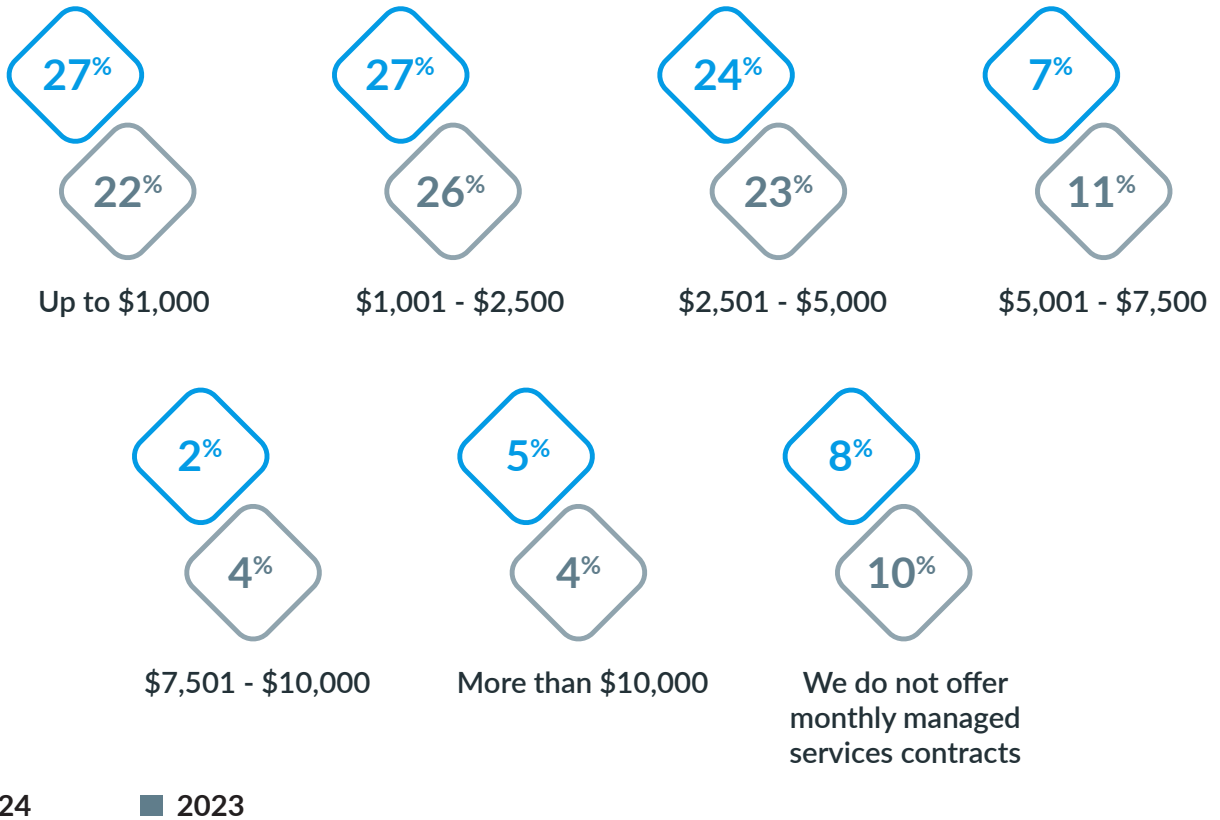 27% 27% 24% 7%
22% 26% 23% 11%
Up to $1,000 $1,001 - $2,500 $2,501 - $5,000 $5,001 - $7,500
2% 5% 8%
4% 4% 10%
$7,501 - $10,000 More than $10,000 We do not offer
monthly managed
services contracts
24 2023